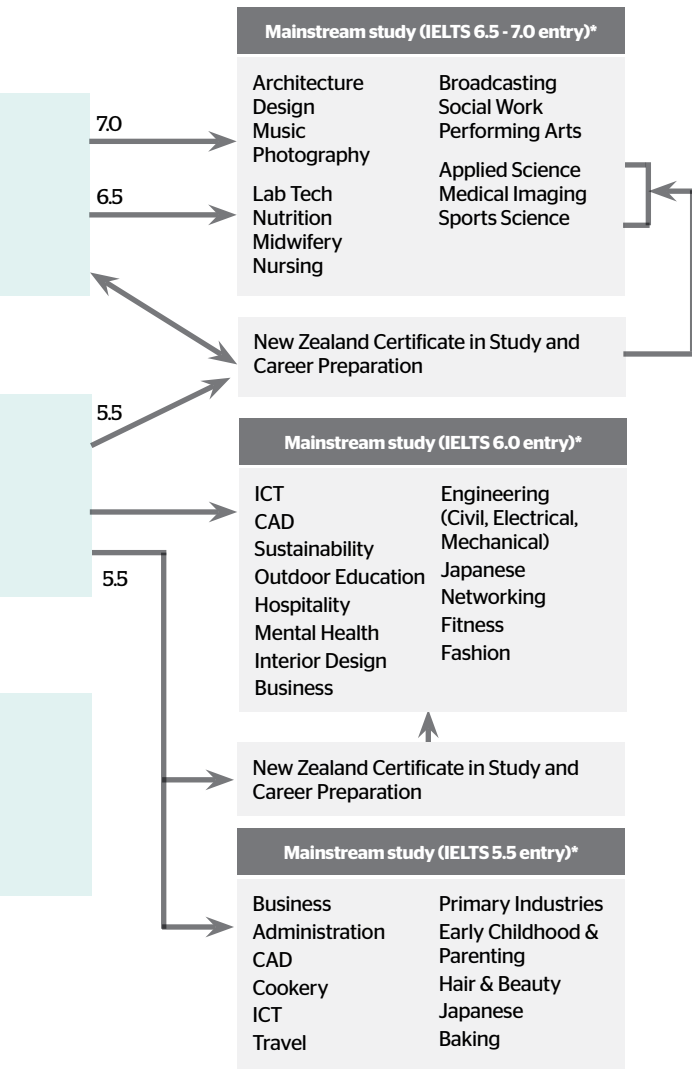 Mainstream study (IELTS 6.5 - 7.0 entry)*
7.0
6.5
Architecture
Design
Music
Photography
Lab Tech
Nutrition
Midwifery
Nursing
Broadcasting
Social Work
Performing Arts
Applied Science
Medical Imaging
Sports Science
New Zealand Certificate in Study and
Career Preparation
5.5
Mainstream study (IELTS 6.0 entry)*
ICT
CAD
Sustainability
Outdoor Education
Hospitality
Mental Health
Interior Design
Business
Engineering
(Civil, Electrical,
Mechanical)
Japanese
Networking
Fitness
Fashion
5.5
New Zealand Certificate in Study and
Career Preparation
Mainstream study (IELTS 5.5 entry)*
Business
Administration
CAD
Cookery
ICT
Travel
Primary Industries
Early Childhood &
Parenting
Hair & Beauty
Japanese
Baking